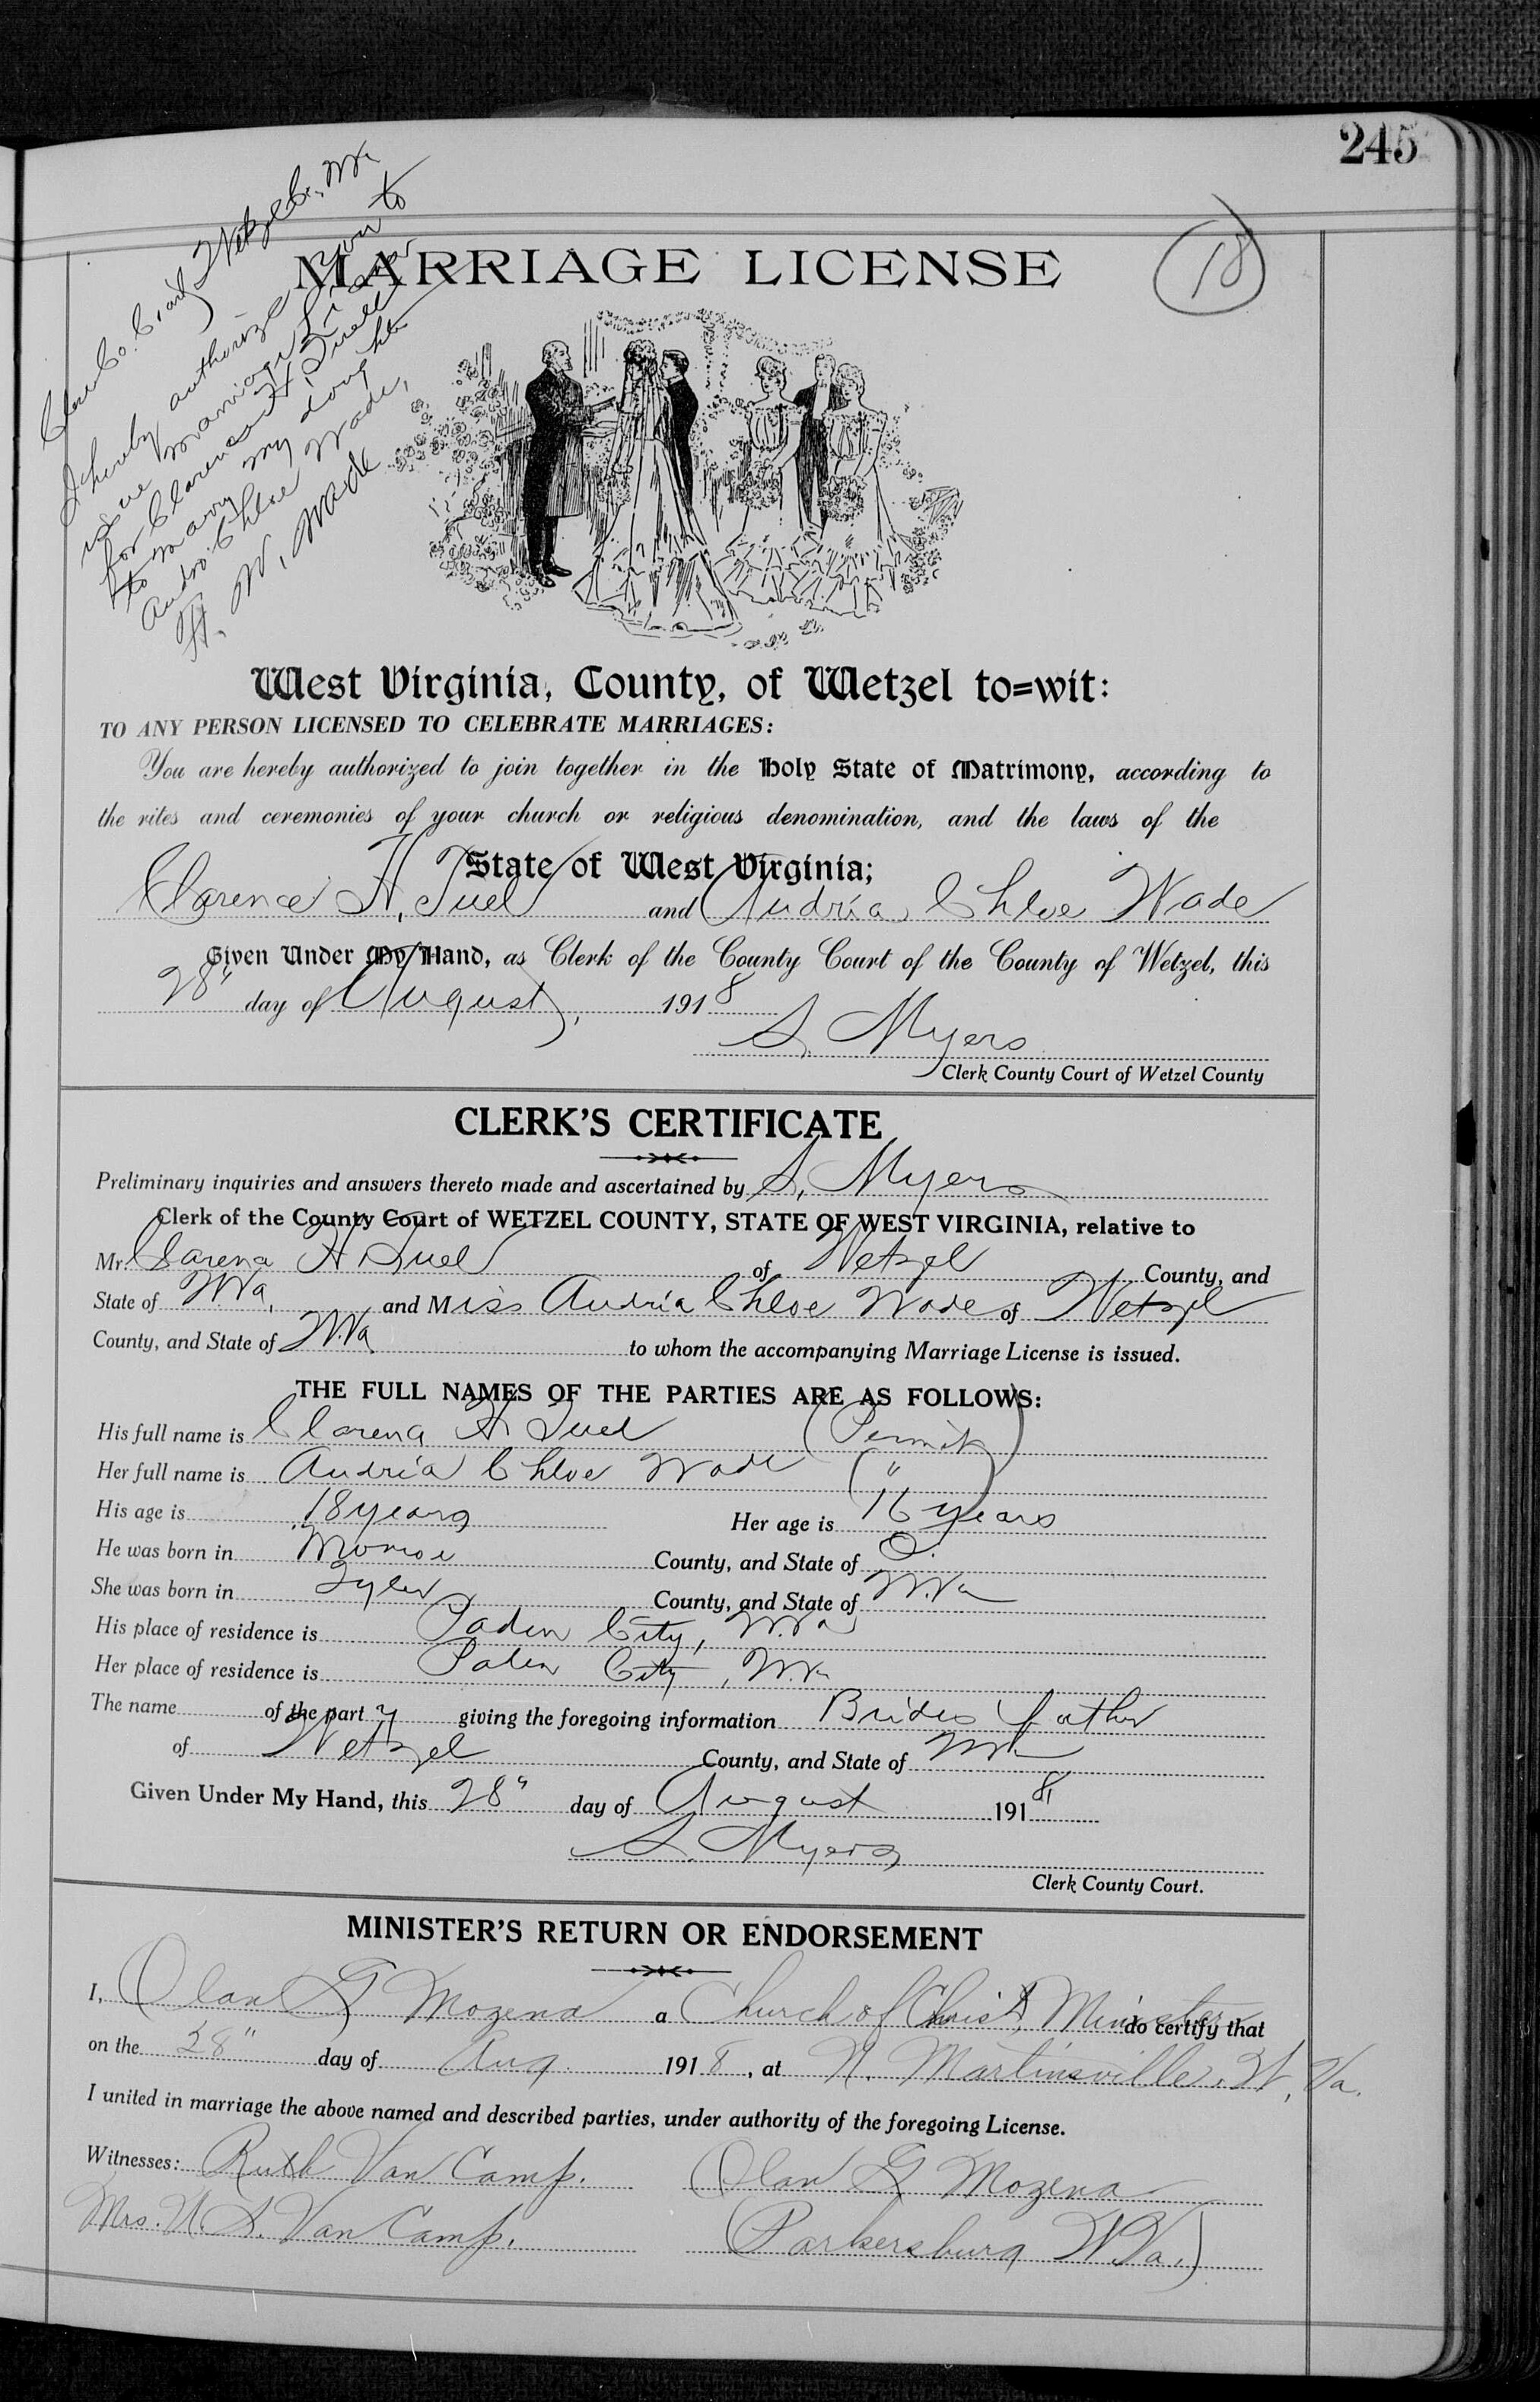 245
18
Clerk Co. Court, Wetzel Co., W.Va
I hereby authorize you to
issue marriage license
for Clarence H. Duell
to marry my daughter
Audria Chloe Wade,
H. W. Wade
MARRIAGE LICENSE
West Virginia, County, of Wetzel to=wit:
TO ANY PERSON LICENSED TO CELEBRATE MARRIAGES:
You are hereby authorized to join together in the Holy State of Matrimony, according to
the rites and ceremonies of your church or religious denomination, and the laws of the
State of West Virginia;
Clarence H. and Audria Chloe Wade
Given Under My Hand, as Clerk of the County Court of the County of Wetzel, this
28" day of August, 1918
S. Myers
Clerk County Court of Wetzel County
CLERK'S CERTIFICATE
Preliminary inquiries and answers thereto made and ascertained by S. Myers
Clerk of the County Court of WETZEL COUNTY, STATE OF WEST VIRGINIA, relative to
Mr. Clarence H of Wetzel County, and
State of W.Va. and Miss Audria Chloe Wade of Wetzel
County, and State of W.Va. to whom the accompanying Marriage License is issued.
THE FULL NAMES OF THE PARTIES ARE AS FOLLOWS:
His full name is Clarence H. (Permit)
Her full name is Audria Chloe Wade ( " )
His age is 18 years Her age is 16 years
He was born in Monroe County, and State of O.
She was born in Tyler County, and State of W.Va
His place of residence is Paden City, W.Va
Her place of residence is Paden City, W.Va
The name of the party giving the foregoing information Brides father
of Wetzel County, and State of W.Va
Given Under My Hand, this 28" day of August 1918
S. Myers
Clerk County Court.
MINISTER'S RETURN OR ENDORSEMENT
I, Olan G Mozena a Church of Christ, Minister do certify that
on the 28" day of Aug. 1918, at N. Martinsville, W. Va.
I united in marriage the above named and described parties, under authority of the foregoing License.
Witnesses: Ruth Van Camp. Olan G Mozena
Mrs. U. S. Van Camp. (Parkersburg W.Va.)